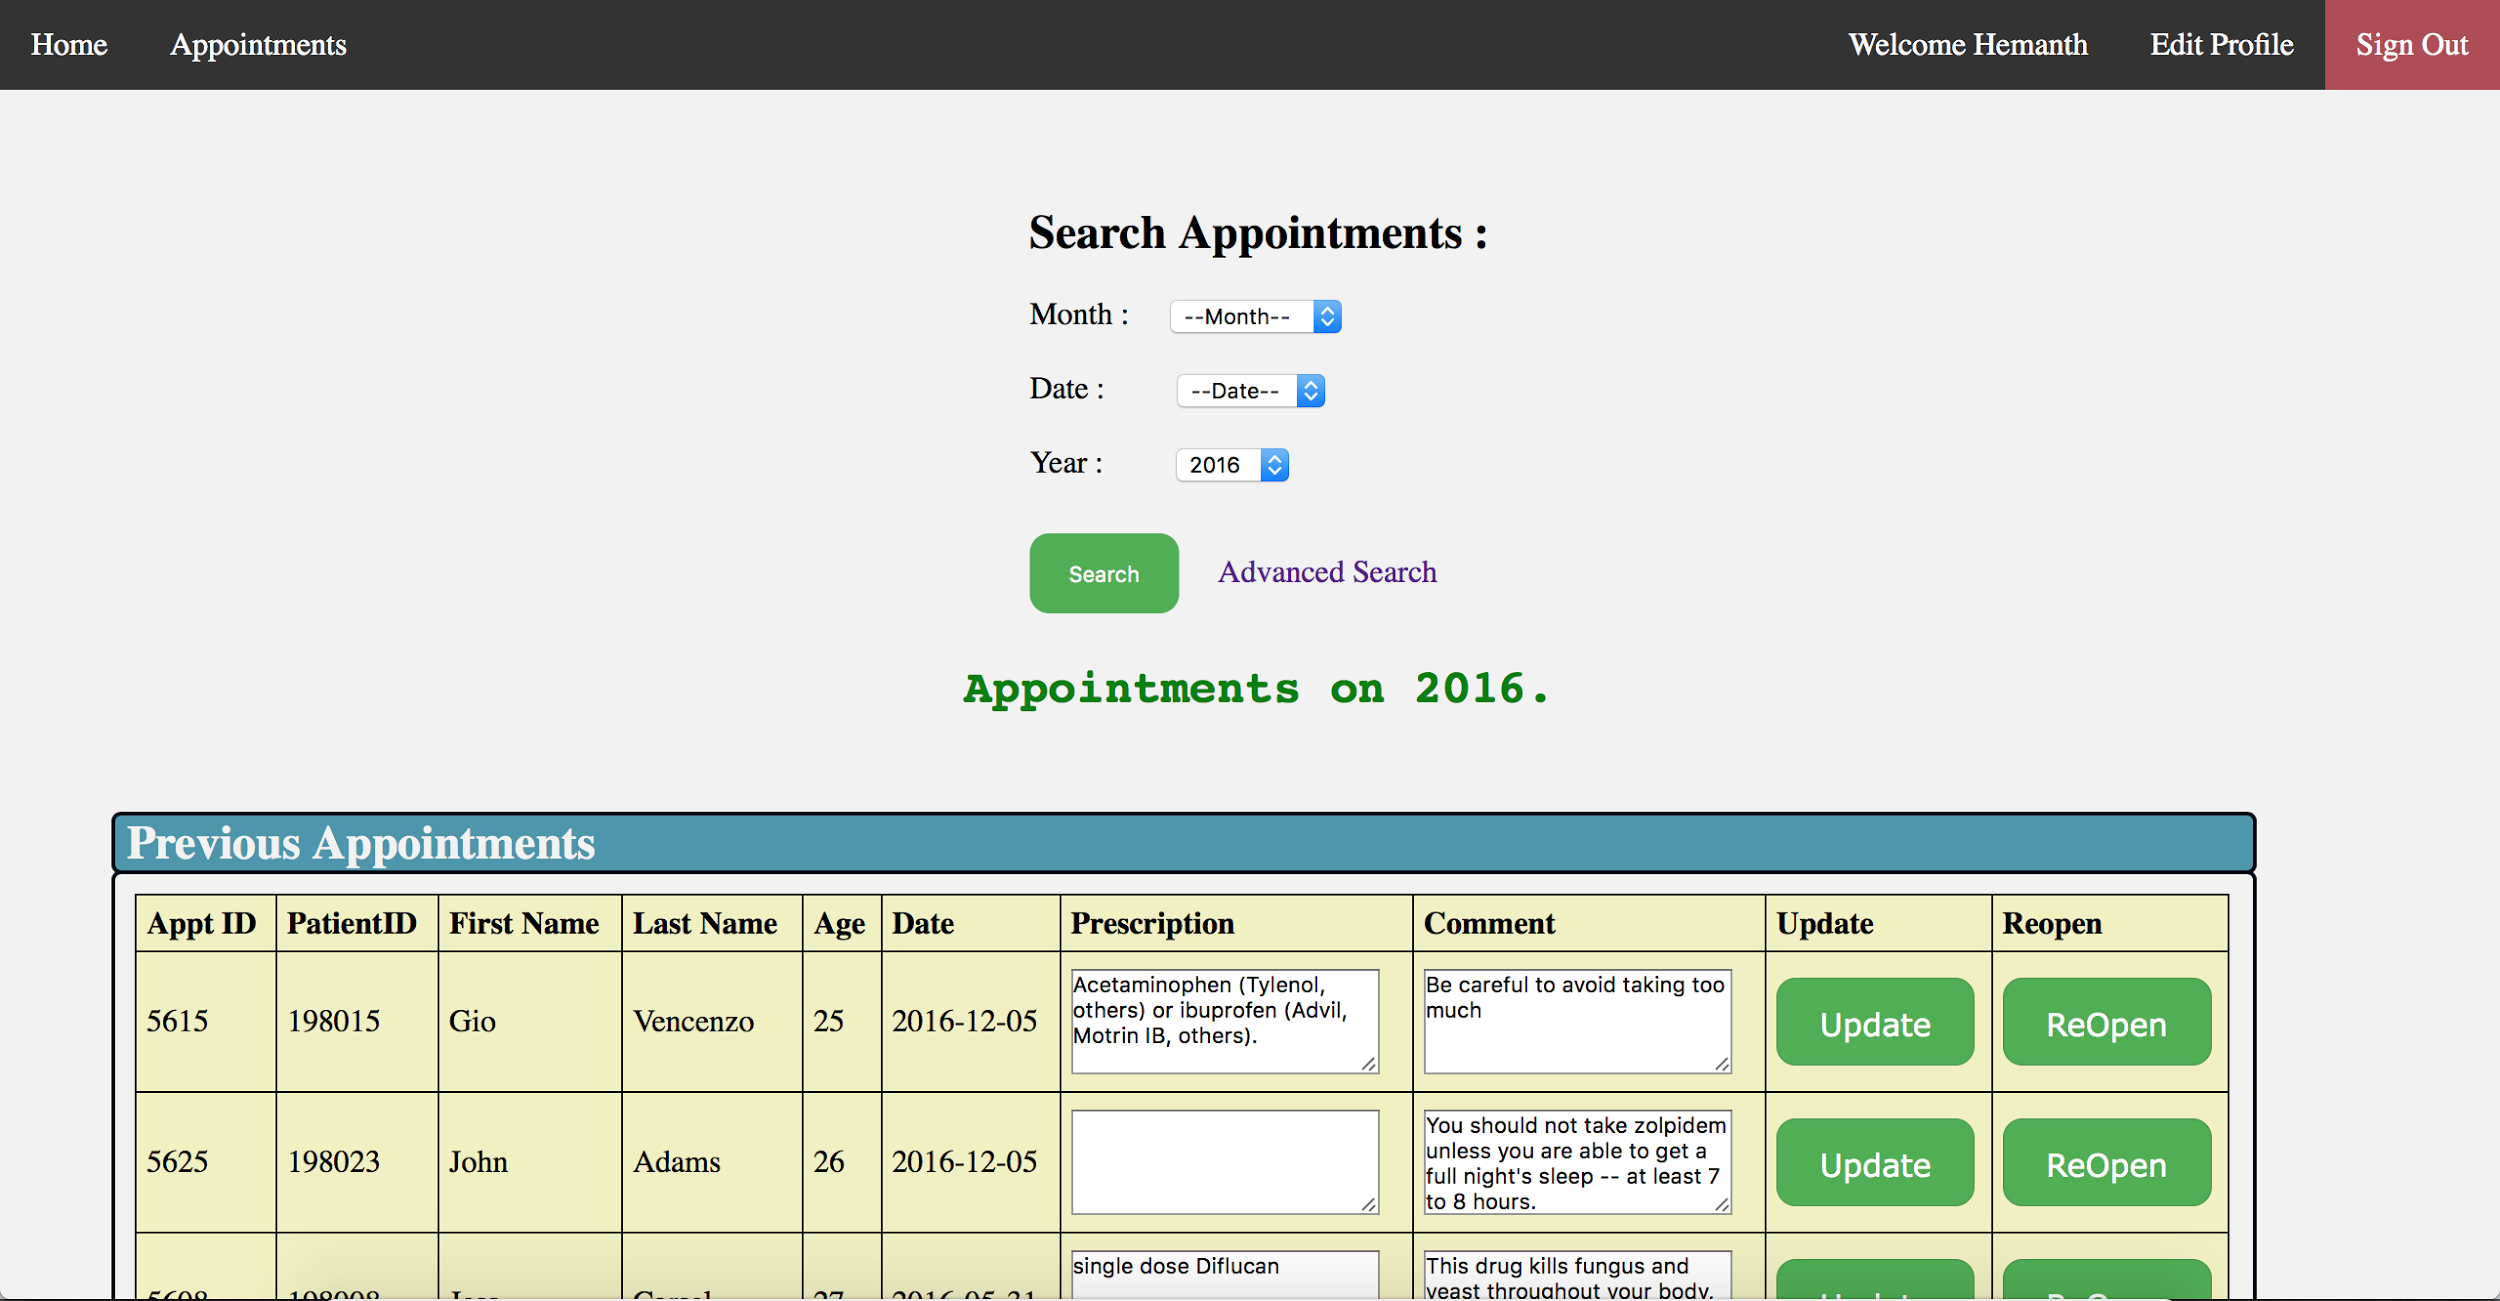 Home Appointments Welcome Hemanth Edit Profile Sign Out
Search Appointments :
Month : --Month--
Date : --Date--
Year : 2016
Search Advanced Search
Appointments on 2016.
Previous Appointments
Appt ID PatientID First Name Last Name Age Date Prescription Comment Update Reopen
5615 198015 Gio Vencenzo 25 2016-12-05
Acetaminophen (Tylenol,
others) or ibuprofen (Advil,
Motrin IB, others).
Be careful to avoid taking too
much
Update ReOpen
5625 198023 John Adams 26 2016-12-05
You should not take zolpidem
unless you are able to get a
full night's sleep -- at least 7
to 8 hours.
Update ReOpen
single dose Diflucan
This drug kills fungus and
yeast throughout your body.